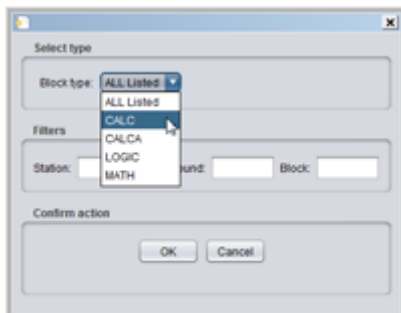 Select type
Block type: ALL Listed
ALL Listed
CALC
CALCA
LOGIC
MATH
Filters
Station: ound: Block:
Confirm action
OK Cancel